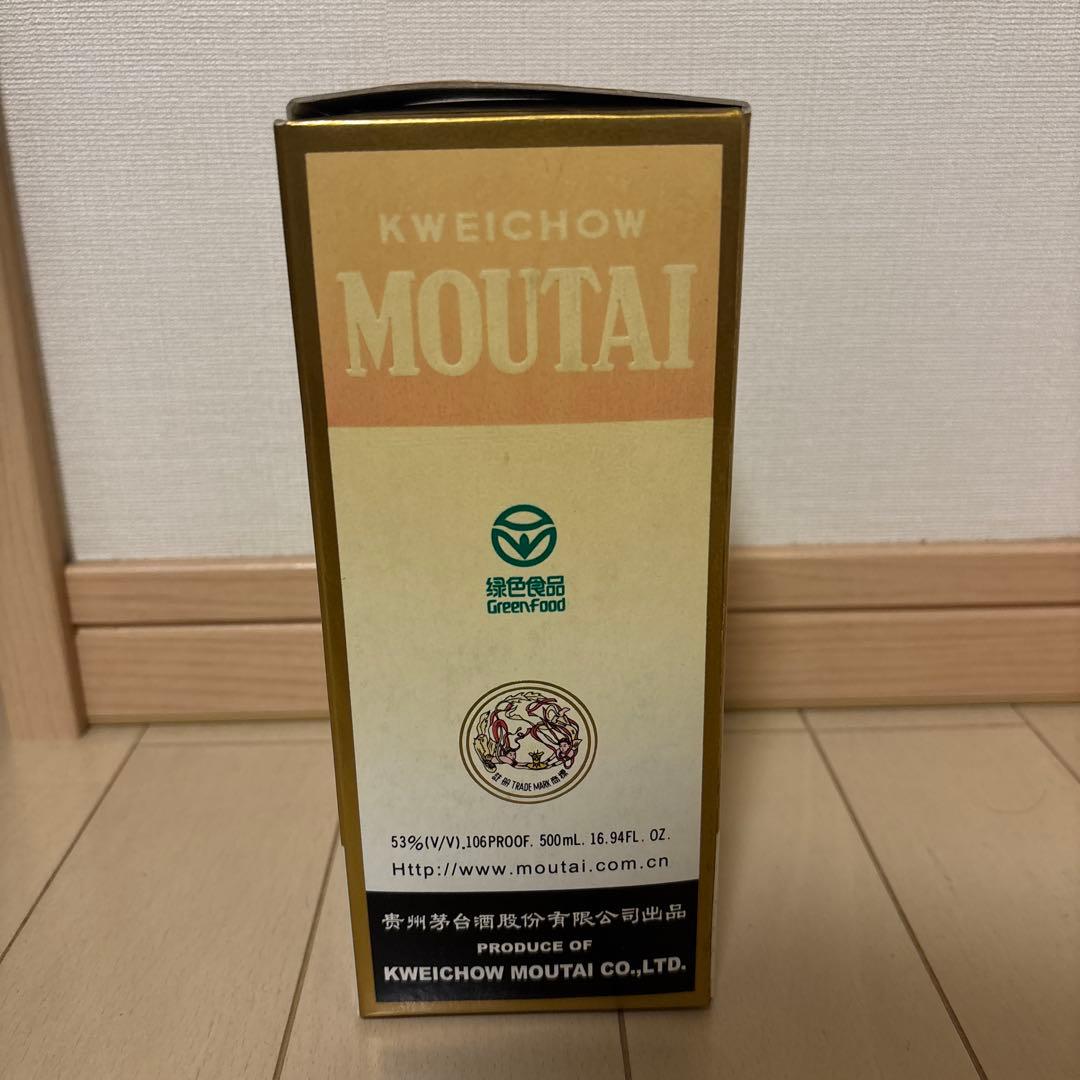 KWEICHOW
MOUTAI
绿色食品
GreenFood
註册 TRADE MARK 商標
53%(V/V).106PROOF. 500mL. 16.94FL. OZ.
Http://www.moutai.com.cn
贵州茅台酒股份有限公司出品
PRODUCE OF
KWEICHOW MOUTAI CO.,LTD.